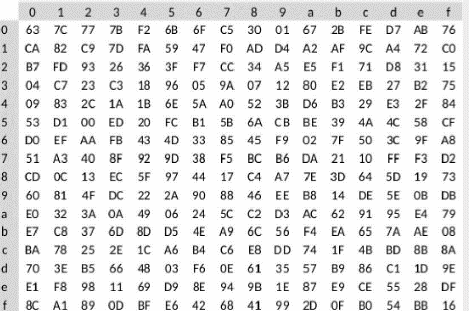 0 1 2 3 4 5 6 7 8 9 a b c d e f
0 63 7C 77 7B F2 6B 6F C5 30 01 67 2B FE D7 AB 76
1 CA 82 C9 7D FA 59 47 F0 AD D4 A2 AF 9C A4 72 C0
2 B7 FD 93 26 36 3F F7 CC 34 A5 E5 F1 71 D8 31 15
3 04 C7 23 C3 18 96 05 9A 07 12 80 E2 EB 27 B2 75
4 09 83 2C 1A 1B 6E 5A A0 52 3B D6 B3 29 E3 2F 84
5 53 D1 00 ED 20 FC B1 5B 6A CB BE 39 4A 4C 58 CF
6 D0 EF AA FB 43 4D 33 85 45 F9 02 7F 50 3C 9F A8
7 51 A3 40 8F 92 9D 38 F5 BC B6 DA 21 10 FF F3 D2
8 CD 0C 13 EC 5F 97 44 17 C4 A7 7E 3D 64 5D 19 73
9 60 81 4F DC 22 2A 90 88 46 EE B8 14 DE 5E 0B DB
a E0 32 3A 0A 49 06 24 5C C2 D3 AC 62 91 95 E4 79
b E7 C8 37 6D 8D D5 4E A9 6C 56 F4 EA 65 7A AE 08
c BA 78 25 2E 1C A6 B4 C6 E8 DD 74 1F 4B BD 8B 8A
d 70 3E B5 66 48 03 F6 0E 61 35 57 B9 86 C1 1D 9E
e E1 F8 98 11 69 D9 8E 94 9B 1E 87 E9 CE 55 28 DF
f 8C A1 89 0D BF E6 42 68 41 99 2D 0F B0 54 BB 16